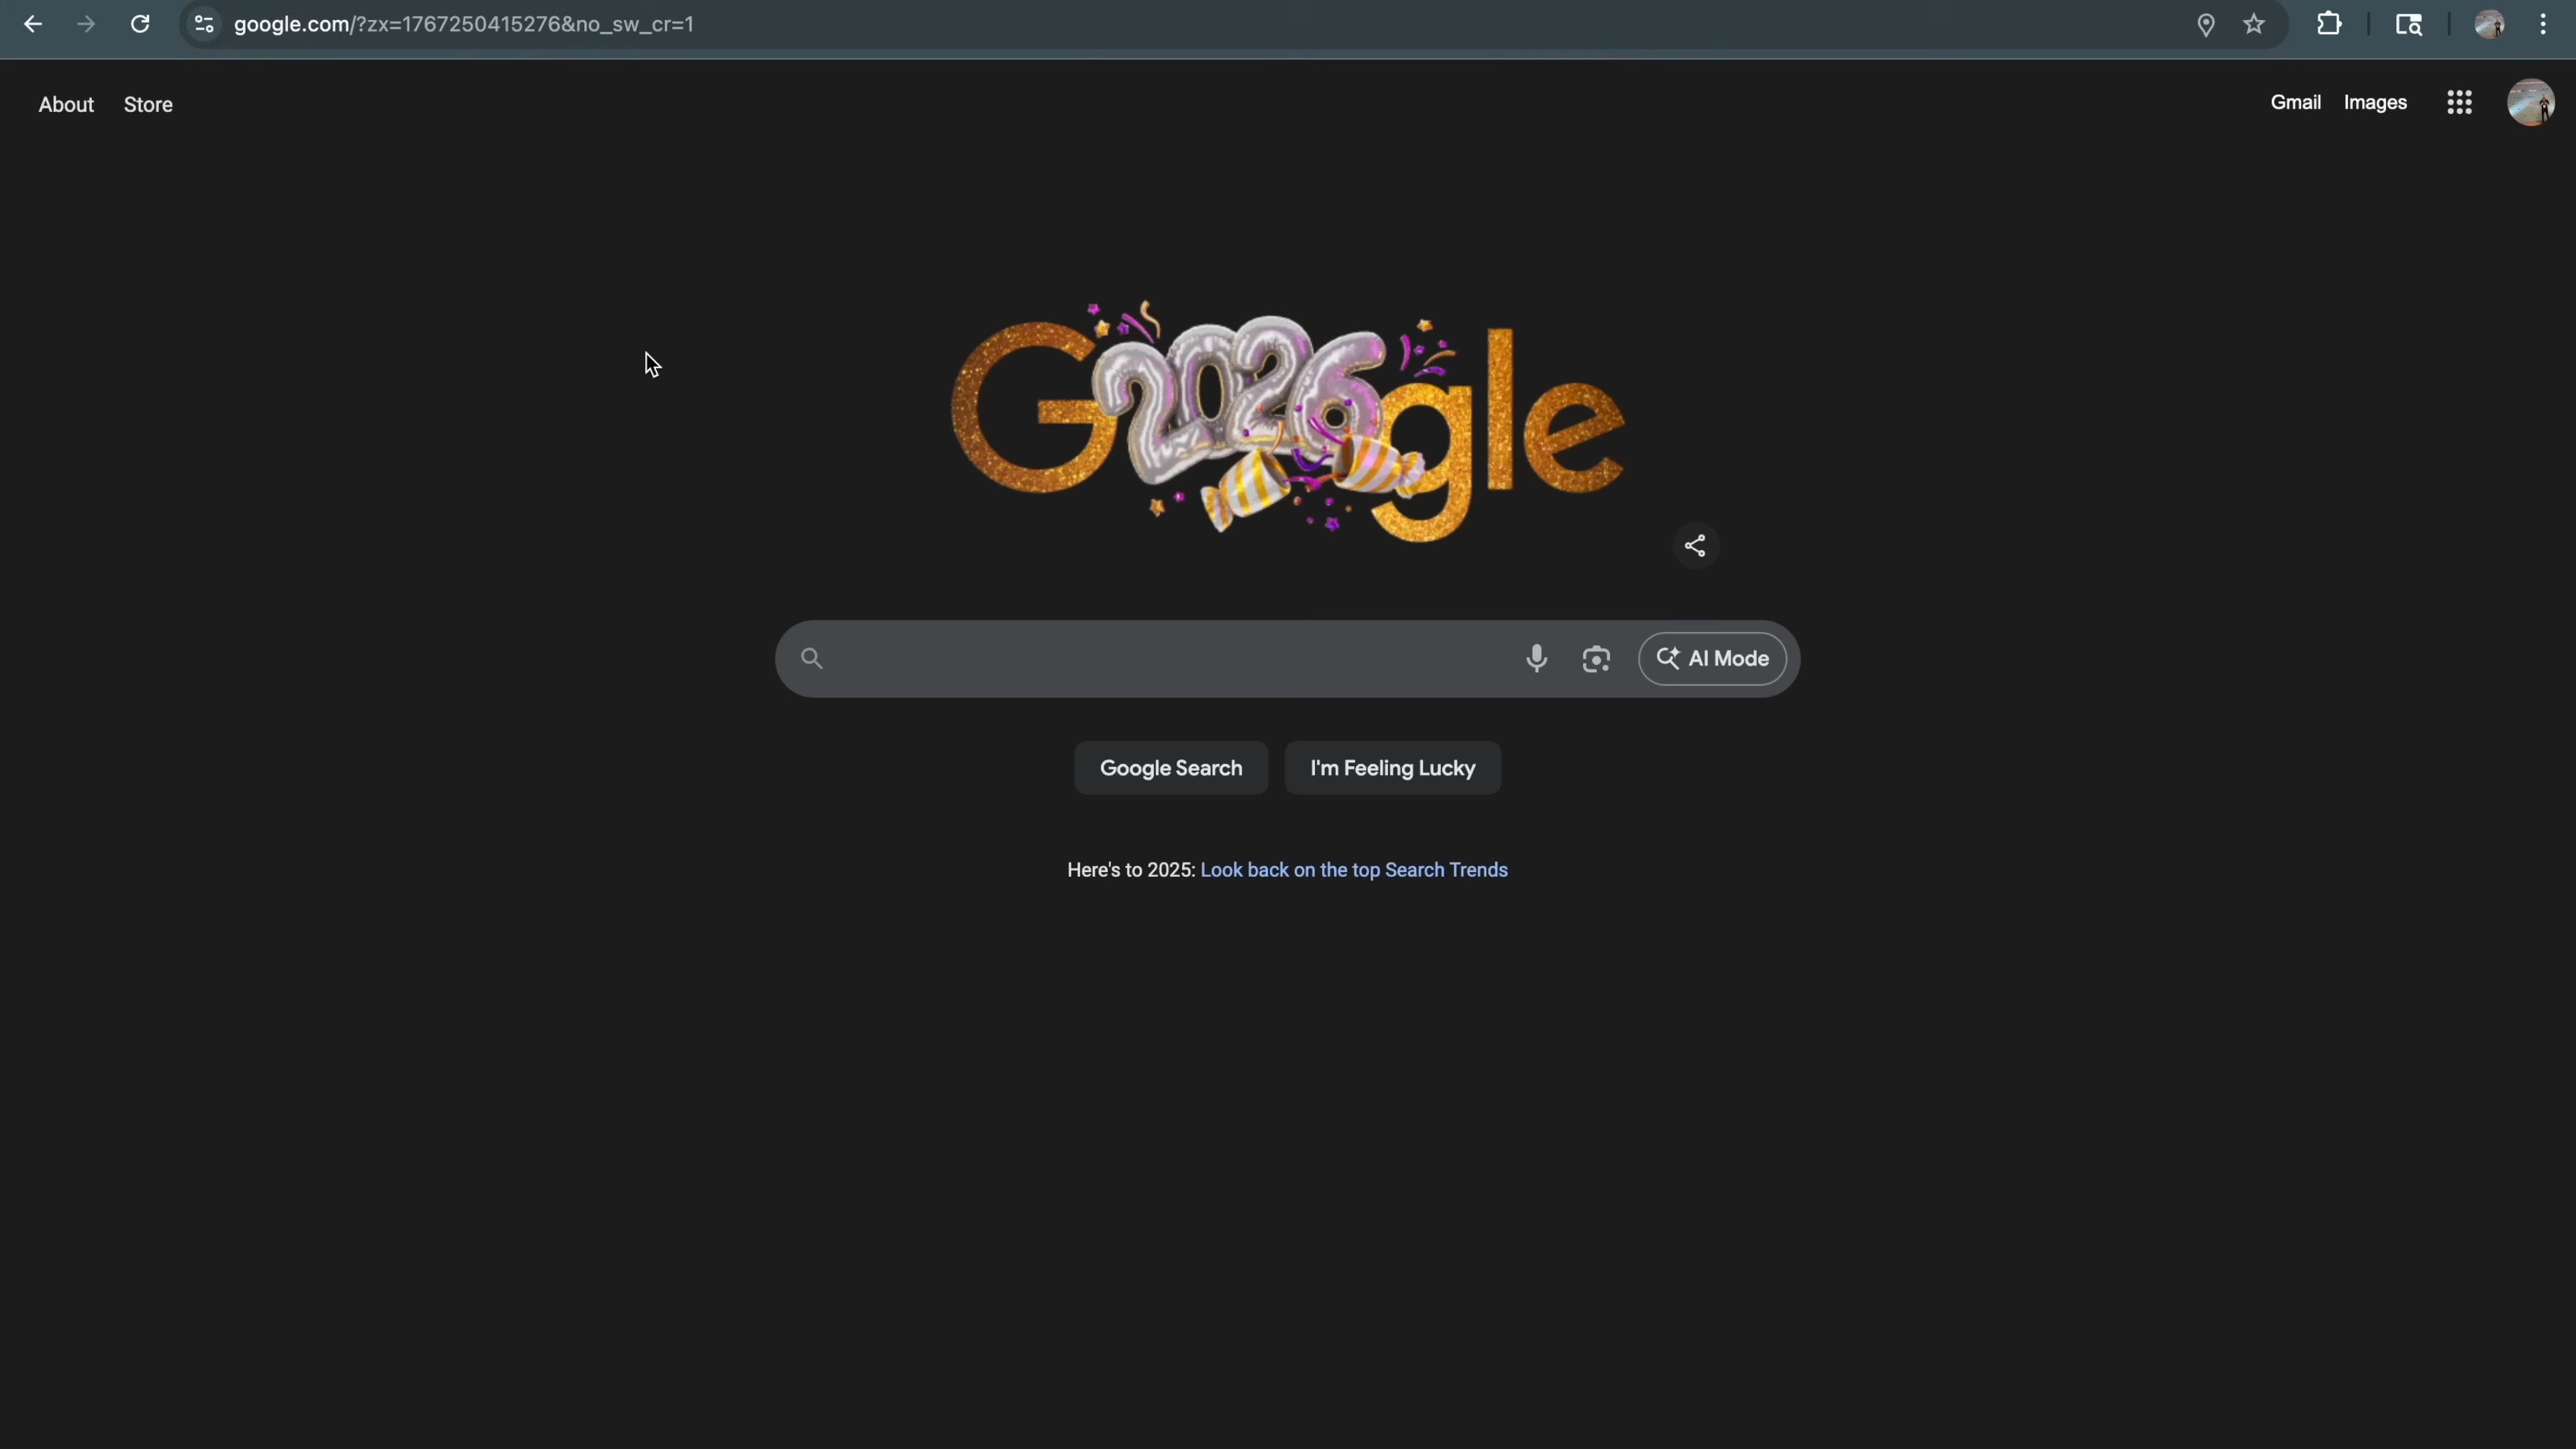 google.com/?zx=1767250415276&no_sw_cr=1
About Store
Gmail Images
G2026gle
AI Mode
Google Search I'm Feeling Lucky
Here's to 2025: Look back on the top Search Trends